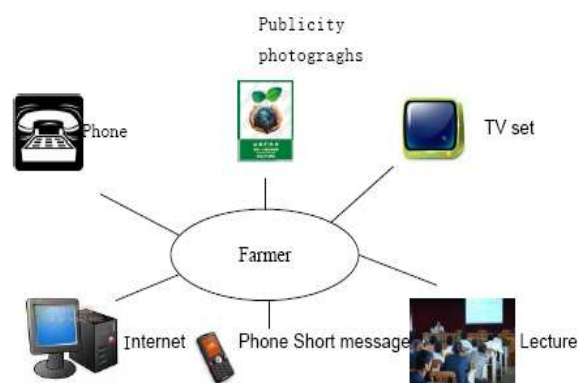 Publicity
photograghs
Phone
TV set
Farmer
Internet
Phone Short message
Lecture